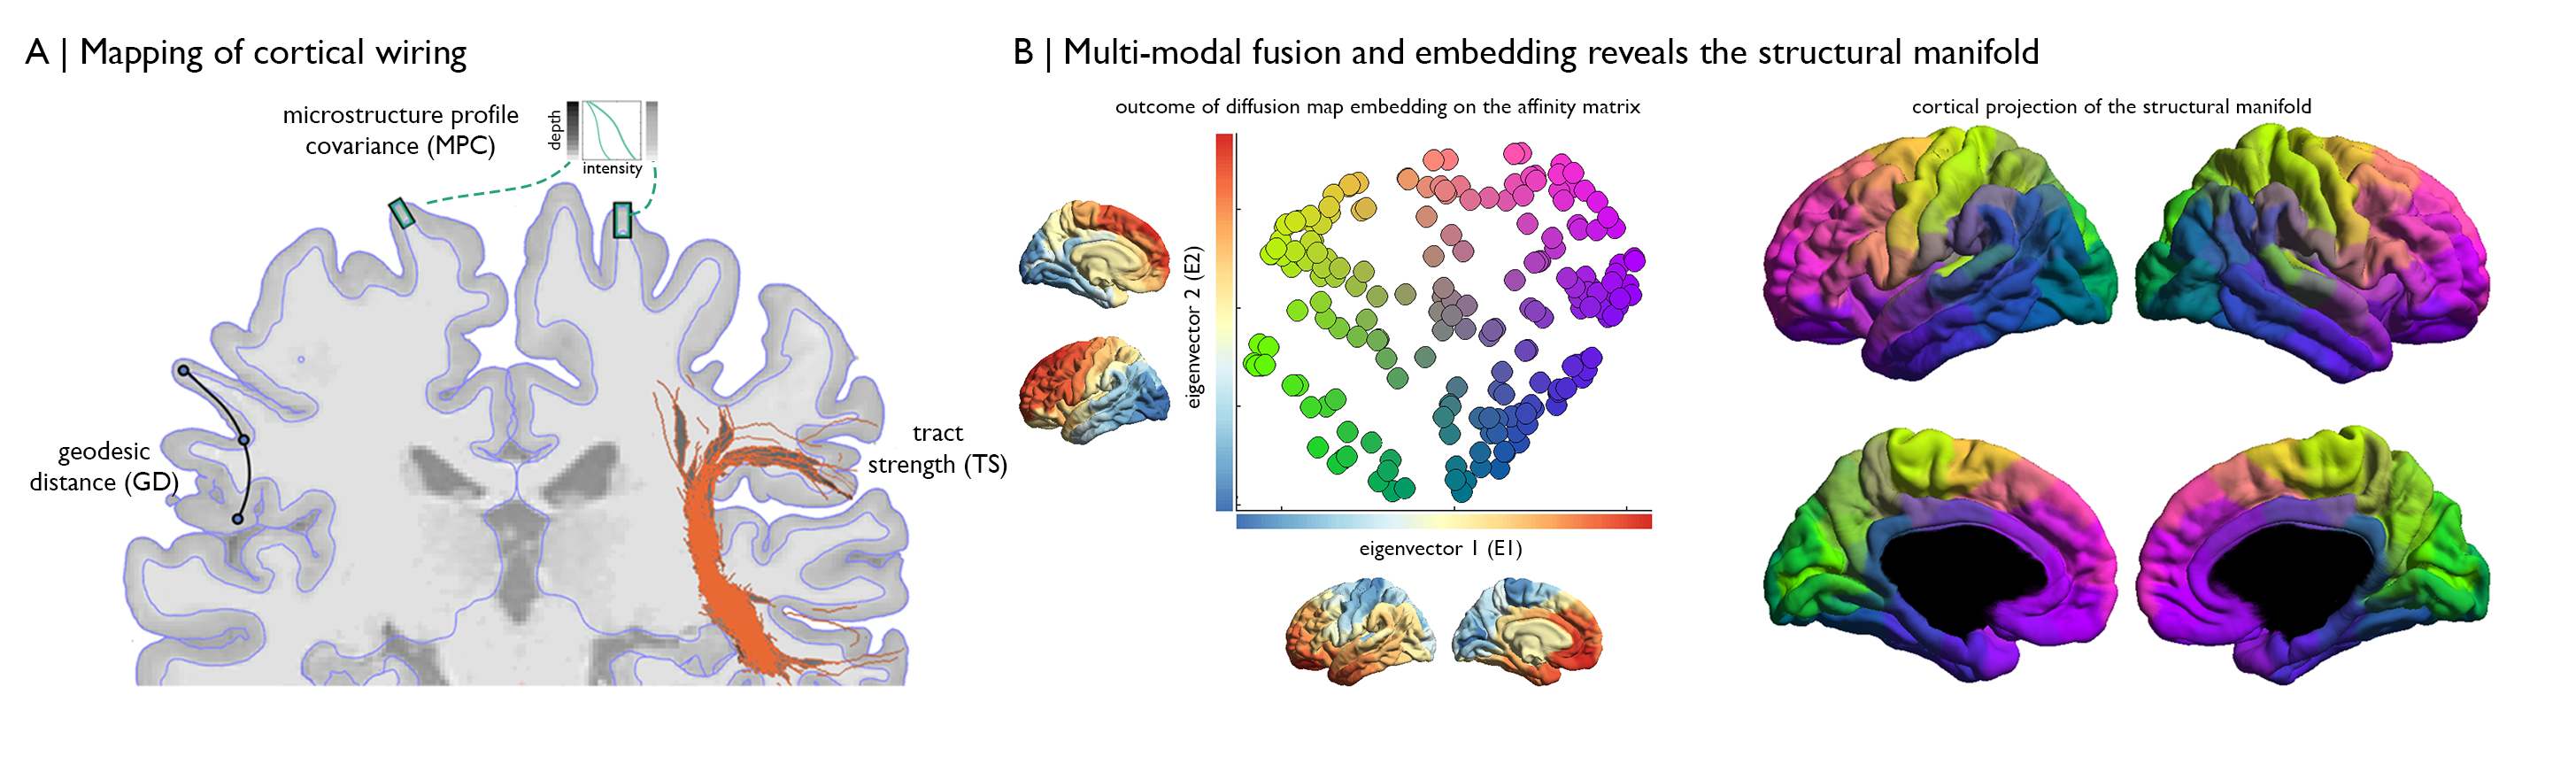 A | Mapping of cortical wiring
microstructure profile
covariance (MPC)
depth
intensity
geodesic
distance (GD)
tract
strength (TS)
B | Multi-modal fusion and embedding reveals the structural manifold
outcome of diffusion map embedding on the affinity matrix
eigenvector 2 (E2)
eigenvector 1 (E1)
cortical projection of the structural manifold